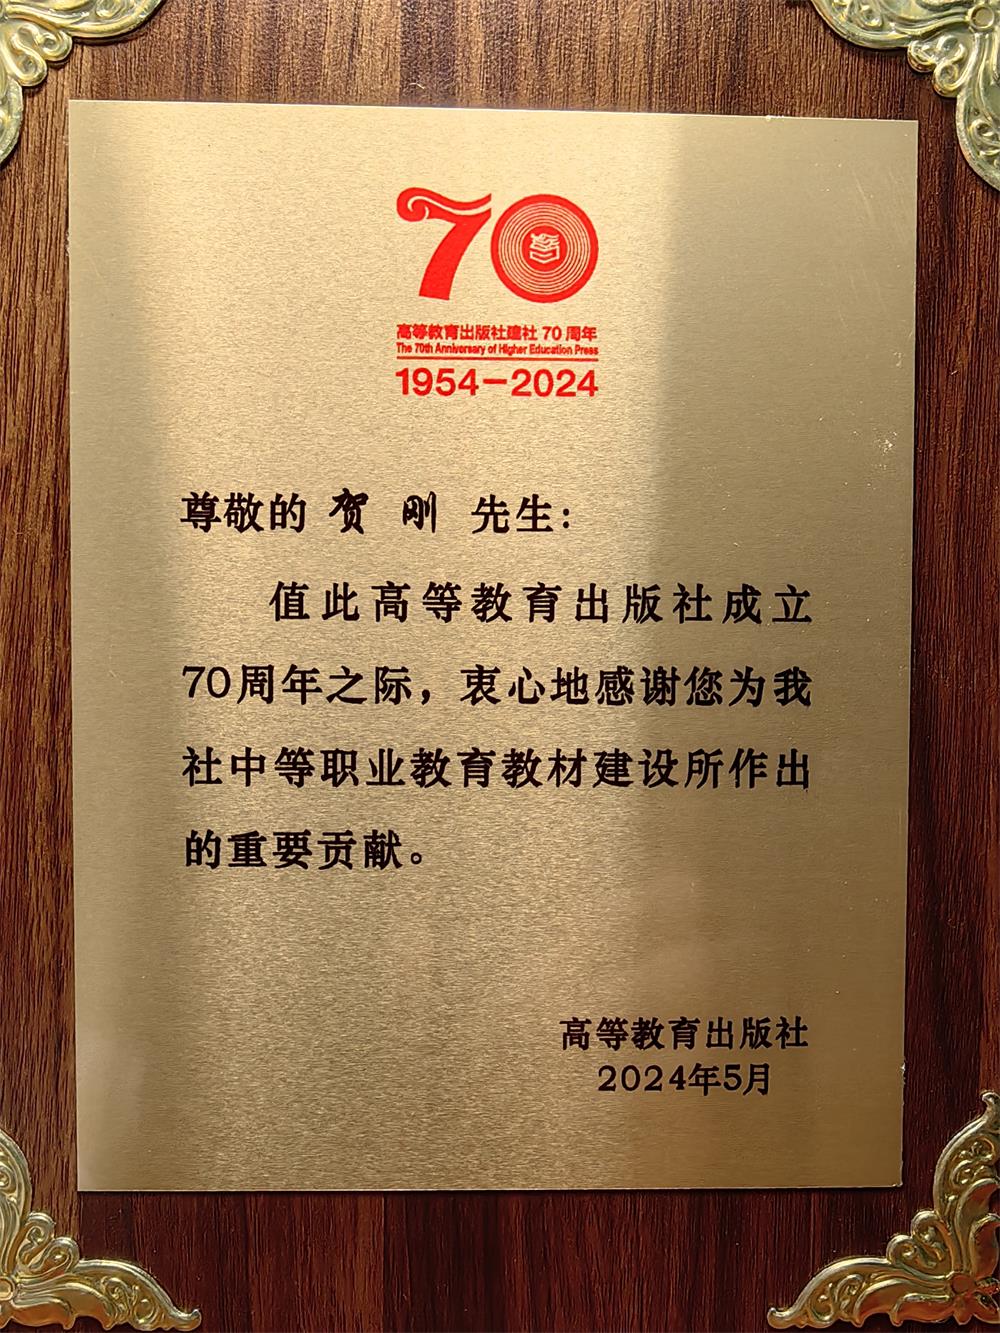 70
高等教育出版社建社 70 周年
The 70th Anniversary of Higher Education Press
1954-2024
尊敬的 贺 刚 先生：
值此高等教育出版社成立
70周年之际，衷心地感谢您为我
社中等职业教育教材建设所作出
的重要贡献。
高等教育出版社
2024年5月